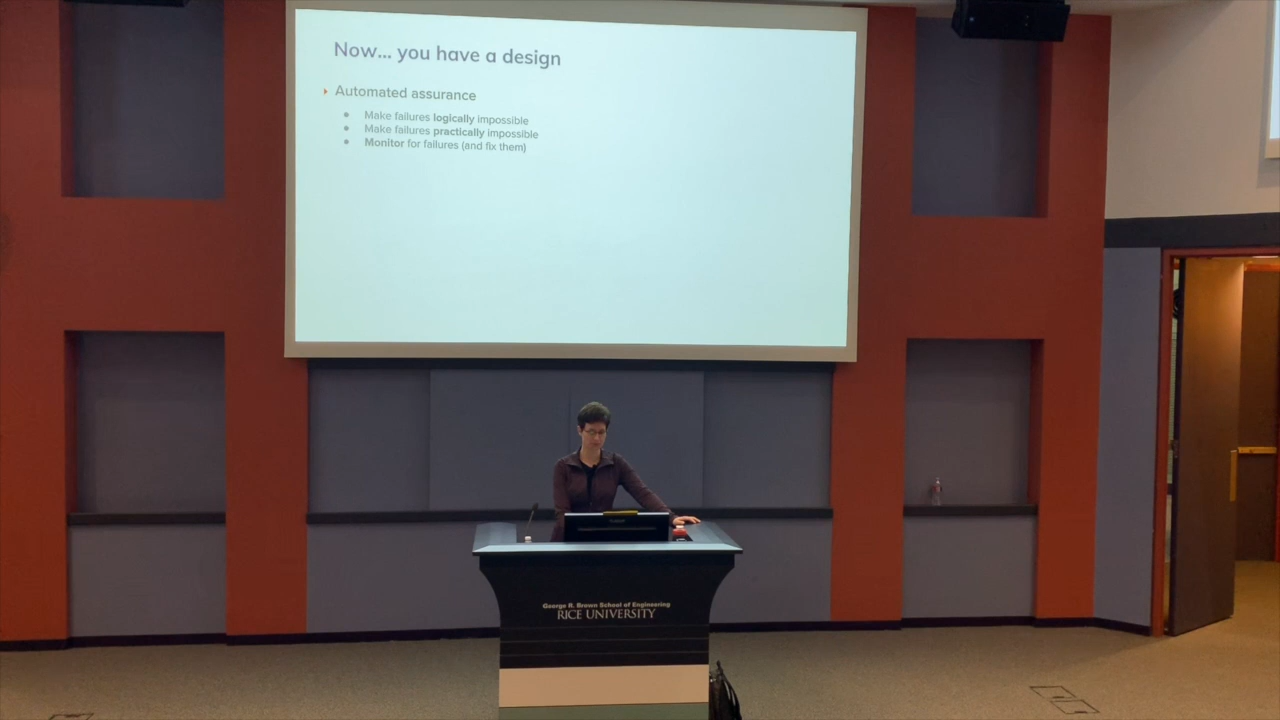 Now... you have a design
Automated assurance
Make failures logically impossible
Make failures practically impossible
Monitor for failures (and fix them)
George R. Brown School of Engineering
RICE UNIVERSITY